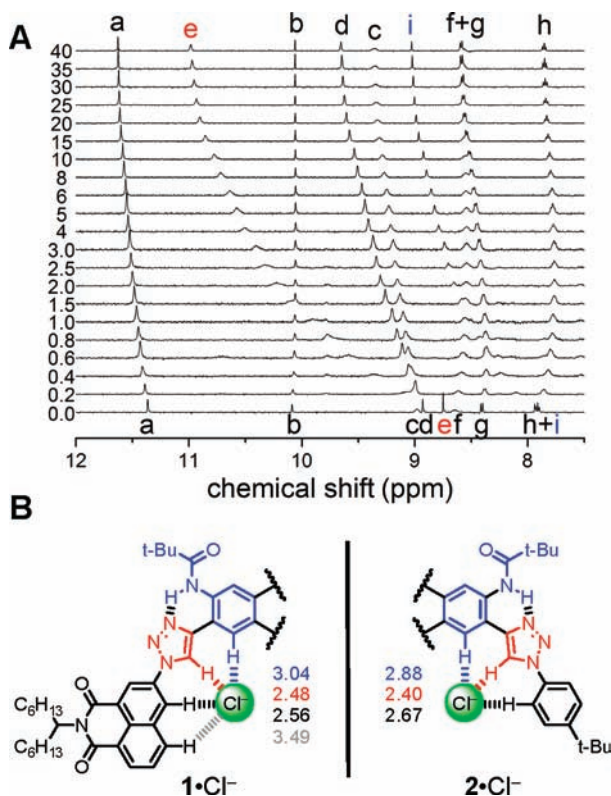 A
a e b d c i f+g h
40
35
30
25
20
15
10
8
6
5
4
3.0
2.5
2.0
1.5
1.0
0.8
0.6
0.4
0.2
0.0
a b cd e f g h+i
12 11 10 9 8
chemical shift (ppm)
B
t-Bu O O t-Bu
N H H N
N N N N
N H H N
H H
C6H13 O H Cl− 3.04 2.88 Cl− H
2.48 2.40
N 2.56 2.67
C6H13 O H 3.49 t-Bu
1•Cl− 2•Cl−